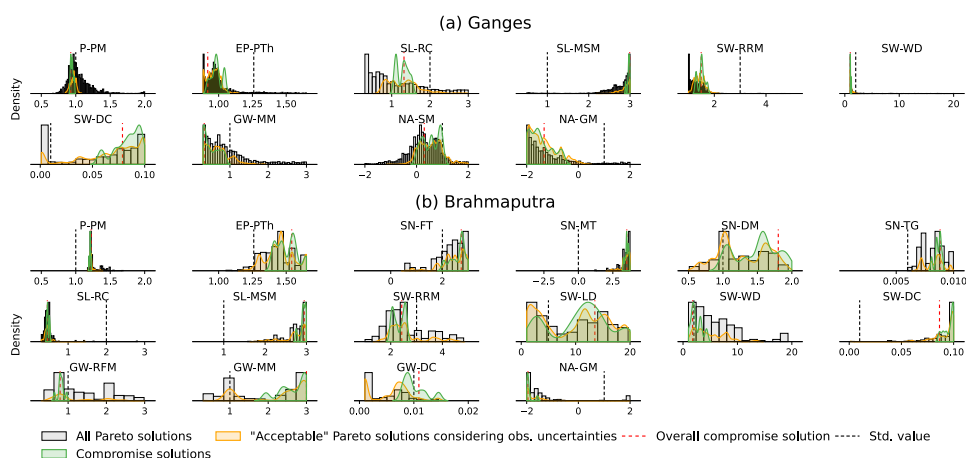 (a) Ganges
P-PM EP-PTh SL-RC SL-MSM SW-RRM SW-WD
Density
0.5 1.0 1.5 2.0 1.00 1.25 1.50 0 1 2 3 0 1 2 3 2 4 0 10 20
SW-DC GW-MM NA-SM NA-GM
0.00 0.05 0.10 1 2 3 −2 0 2 −2 0 2
(b) Brahmaputra
P-PM EP-PTh SN-FT SN-MT SN-DM SN-TG
0.5 1.0 1.5 2.0 1.00 1.25 1.50 0 2 −2.5 0.0 2.5 0.5 1.0 1.5 2.0 0.005 0.010
SL-RC SL-MSM SW-RRM SW-LD SW-WD SW-DC
Density
1 2 3 1 2 3 2 4 0 10 20 0 10 20 0.00 0.05 0.10
GW-RFM GW-MM GW-DC NA-GM
1 2 3 1 2 3 0.00 0.01 0.02 −2 0 2
All Pareto solutions "Acceptable" Pareto solutions considering obs. uncertainties Overall compromise solution Std. value
Compromise solutions